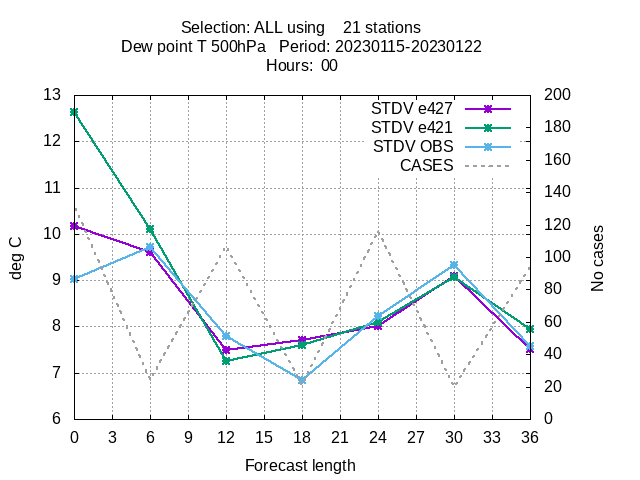 Selection: ALL using 21 stations
Dew point T 500hPa Period: 20230115-20230122
Hours: 00
STDV e427
STDV e421
STDV OBS
CASES
13
12
11
10
9
8
7
6
deg C
200
180
160
140
120
100
80
60
40
20
0
No cases
0 3 6 9 12 15 18 21 24 27 30 33 36
Forecast length